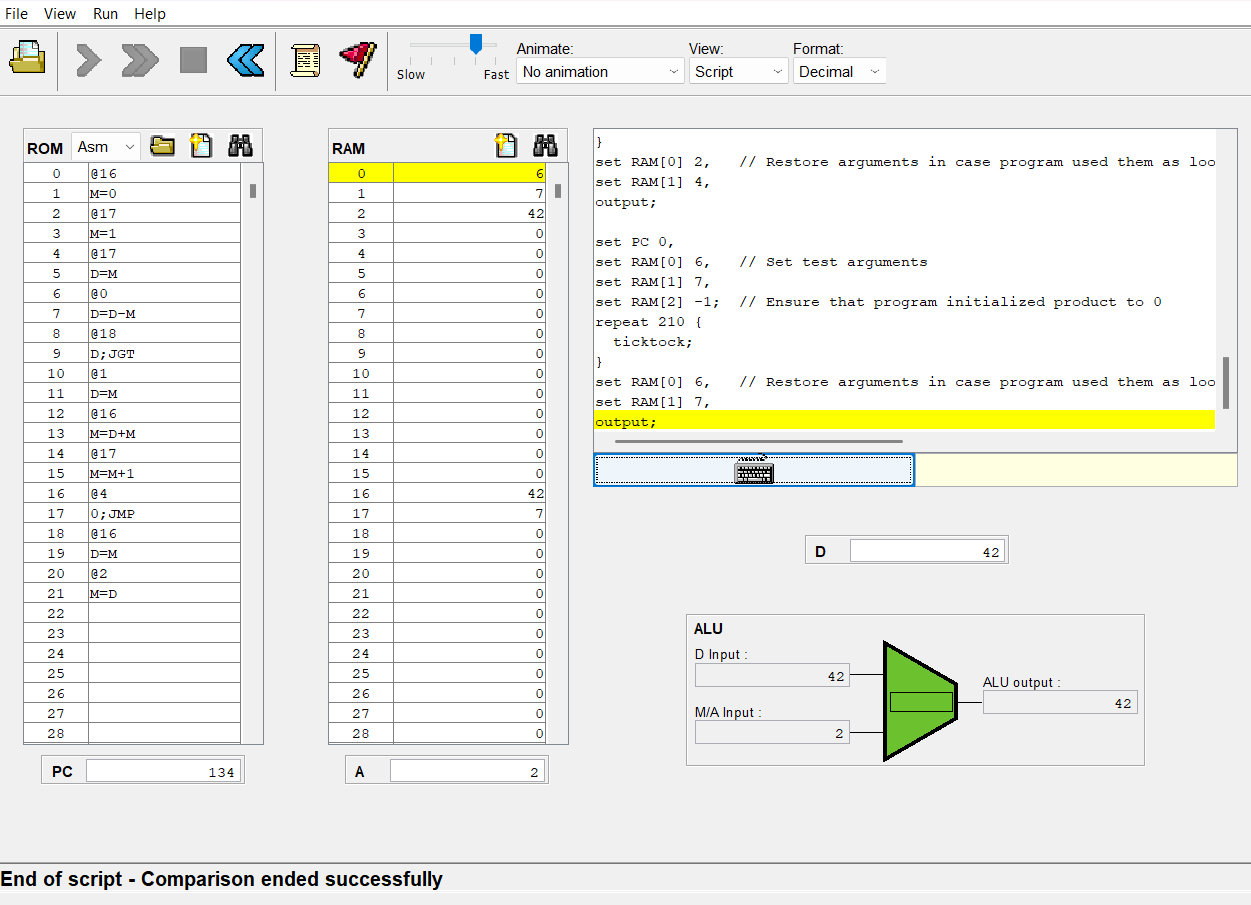 File View Run Help
Animate: View: Format:
Slow Fast No animation Script Decimal
ROM Asm
0 @16
1 M=0
2 @17
3 M=1
4 @17
5 D=M
6 @0
7 D=D-M
8 @18
9 D;JGT
10 @1
11 D=M
12 @16
13 M=D+M
14 @17
15 M=M+1
16 @4
17 0;JMP
18 @16
19 D=M
20 @2
21 M=D
22
23
24
25
26
27
28
PC 134
RAM
0 6
1 7
2 42
3 0
4 0
5 0
6 0
7 0
8 0
9 0
10 0
11 0
12 0
13 0
14 0
15 0
16 42
17 7
18 0
19 0
20 0
21 0
22 0
23 0
24 0
25 0
26 0
27 0
28 0
A 2
}
set RAM[0] 2, // Restore arguments in case program used them as loo
set RAM[1] 4,
output;
set PC 0,
set RAM[0] 6, // Set test arguments
set RAM[1] 7,
set RAM[2] -1; // Ensure that program initialized product to 0
repeat 210 {
ticktock;
}
set RAM[0] 6, // Restore arguments in case program used them as loo
set RAM[1] 7,
output;
D 42
ALU
D Input :
42
M/A Input :
2
ALU output :
42
End of script - Comparison ended successfully